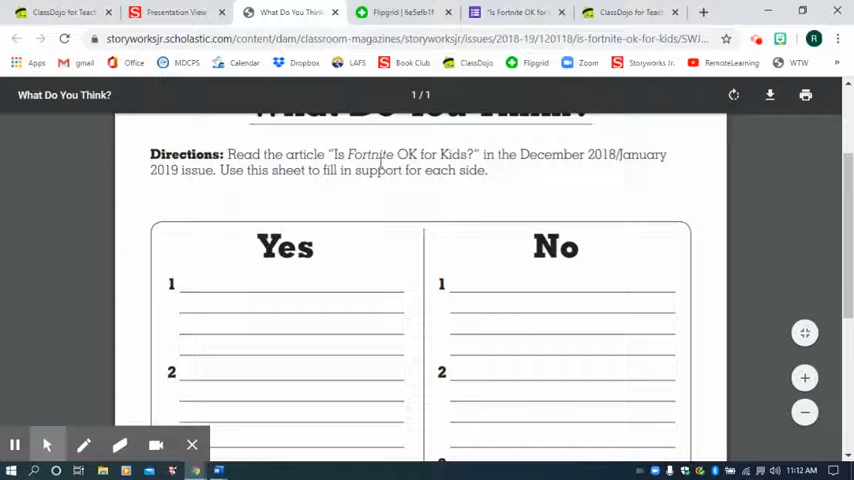 ClassDojo for Teach
Presentation View
What Do You Think
Flipgrid | 6e5efb1f
"Is Fortnite OK for
ClassDojo for Teach
storyworksjr.scholastic.com/content/dam/classroom-magazines/storyworksjr/issues/2018-19/120118/is-fortnite-ok-for-kids/SWJ...
R
Apps
gmail
Office
MDCPS
Calendar
Dropbox
LAFS
Book Club
ClassDojo
Flipgrid
Zoom
Storyworks Jr.
RemoteLearning
WTW
What Do You Think?
1 / 1
What Do You Think?
Directions: Read the article "Is Fortnite OK for Kids?" in the December 2018/January
2019 issue. Use this sheet to fill in support for each side.
Yes
No
1
1
2
2
11:12 AM